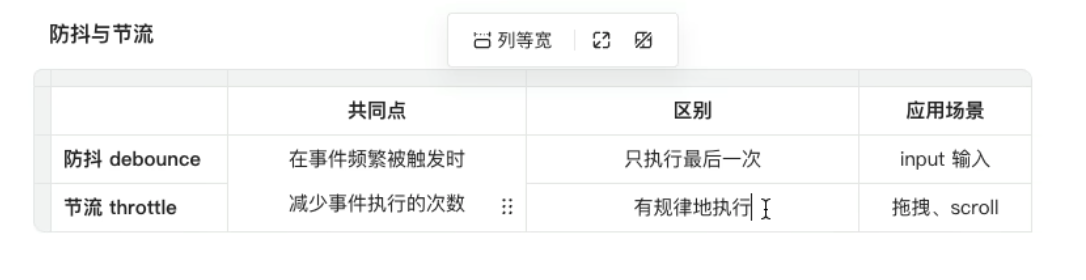 防抖与节流
列等宽
共同点 区别 应用场景
防抖 debounce 在事件频繁被触发时 只执行最后一次 input 输入
节流 throttle 减少事件执行的次数 有规律地执行 拖拽、scroll